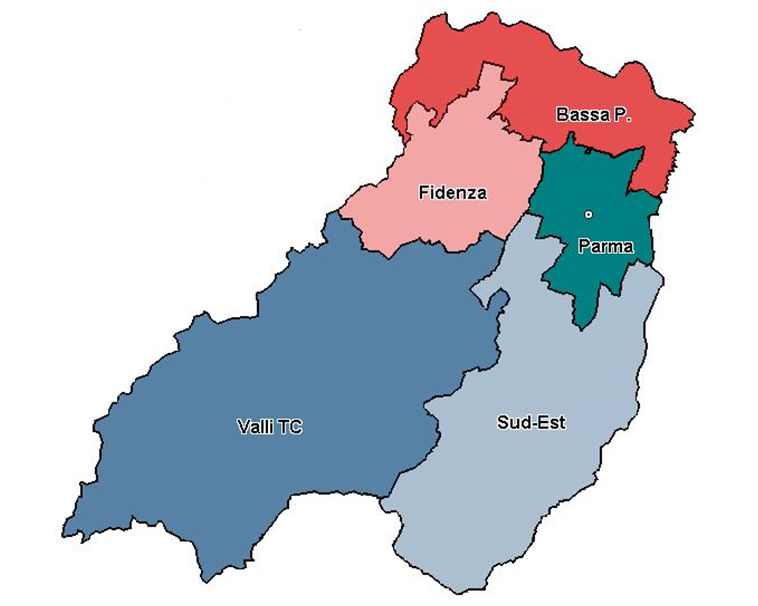 Bassa P.
Fidenza
Parma
Valli TC
Sud-Est